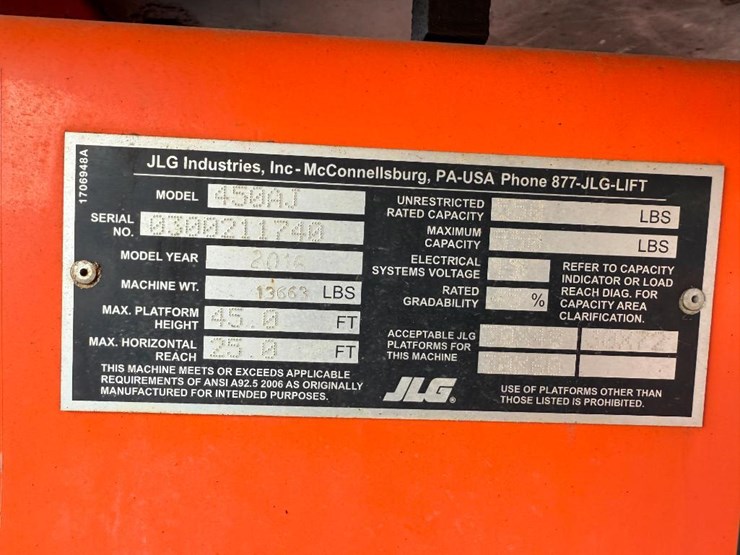 1706948A
JLG Industries, Inc - McConnellsburg, PA-USA Phone 877-JLG-LIFT
MODEL 450AJ
SERIAL
NO. 0300211740
MODEL YEAR
MACHINE WT. 13663 LBS
MAX. PLATFORM
HEIGHT 45.0 FT
MAX. HORIZONTAL
REACH 25.0 FT
THIS MACHINE MEETS OR EXCEEDS APPLICABLE
REQUIREMENTS OF ANSI A92.5 2006 AS ORIGINALLY
MANUFACTURED FOR INTENDED PURPOSES.
UNRESTRICTED
RATED CAPACITY LBS
MAXIMUM
CAPACITY LBS
ELECTRICAL
SYSTEMS VOLTAGE
RATED
GRADABILITY %
REFER TO CAPACITY
INDICATOR OR LOAD
REACH DIAG. FOR
CAPACITY AREA
CLARIFICATION.
ACCEPTABLE JLG
PLATFORMS FOR
THIS MACHINE
JLG®
USE OF PLATFORMS OTHER THAN
THOSE LISTED IS PROHIBITED.